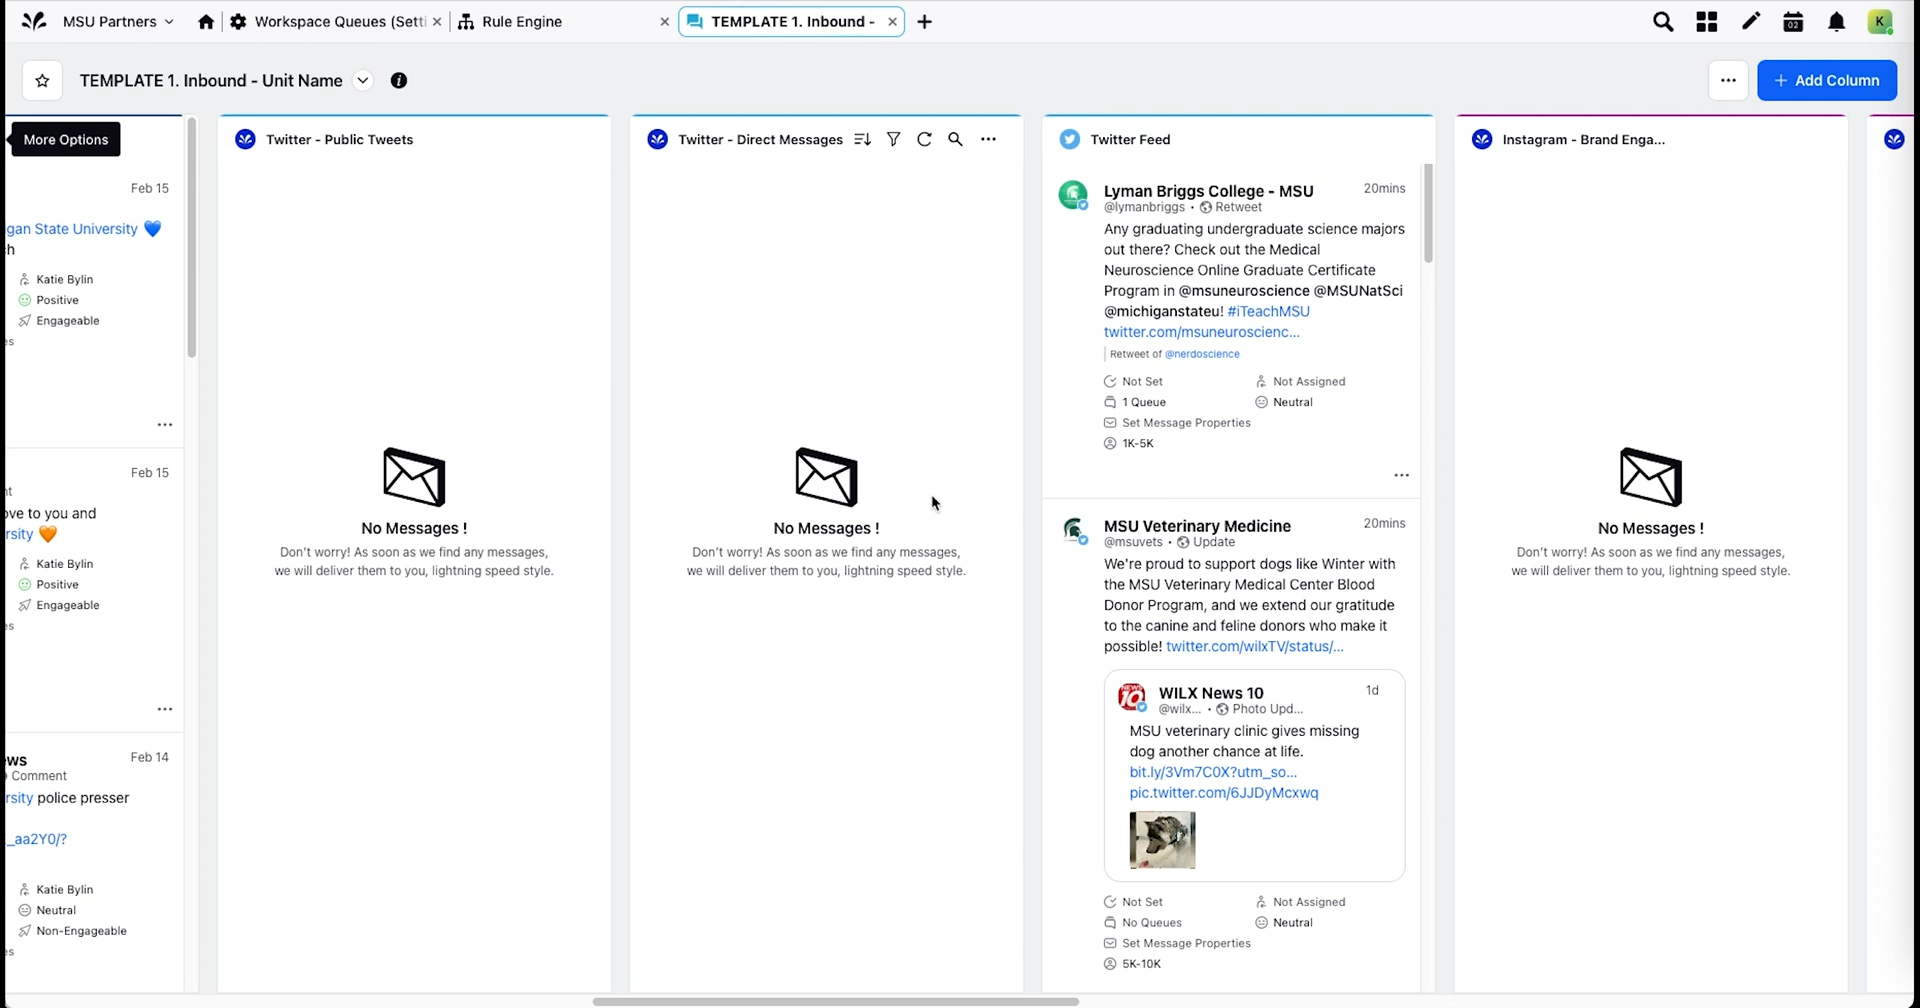 MSU Partners
Workspace Queues (Setti
Rule Engine
TEMPLATE 1. Inbound -
02
K
TEMPLATE 1. Inbound - Unit Name
Add Column
More Options
Feb 15
gan State University 💙
ch
Katie Bylin
Positive
Engageable
es
Feb 15
nt
ove to you and
rsity 🧡
Katie Bylin
Positive
Engageable
es
ws
Feb 14
Comment
rsity police presser
_aa2Y0/?
Katie Bylin
Neutral
Non-Engageable
es
Twitter - Public Tweets
No Messages !
Don't worry! As soon as we find any messages,
we will deliver them to you, lightning speed style.
Twitter - Direct Messages
No Messages !
Don't worry! As soon as we find any messages,
we will deliver them to you, lightning speed style.
Twitter Feed
Lyman Briggs College - MSU
20mins
@lymanbriggs • Retweet
Any graduating undergraduate science majors
out there? Check out the Medical
Neuroscience Online Graduate Certificate
Program in @msuneuroscience @MSUNatSci
@michiganstateu! #iTeachMSU
twitter.com/msuneuroscienc...
Retweet of @nerdoscience
Not Set
Not Assigned
1 Queue
Neutral
Set Message Properties
1K-5K
MSU Veterinary Medicine
20mins
@msuvets • Update
We're proud to support dogs like Winter with
the MSU Veterinary Medical Center Blood
Donor Program, and we extend our gratitude
to the canine and feline donors who make it
possible! twitter.com/wilxTV/status/...
NEWS 10
WILX News 10
1d
@wilx... • Photo Upd...
MSU veterinary clinic gives missing
dog another chance at life.
bit.ly/3Vm7C0X?utm_so...
pic.twitter.com/6JJDyMcxwq
Not Set
Not Assigned
No Queues
Neutral
Set Message Properties
5K-10K
Instagram - Brand Enga...
No Messages !
Don't worry! As soon as we find any messages,
we will deliver them to you, lightning speed style.